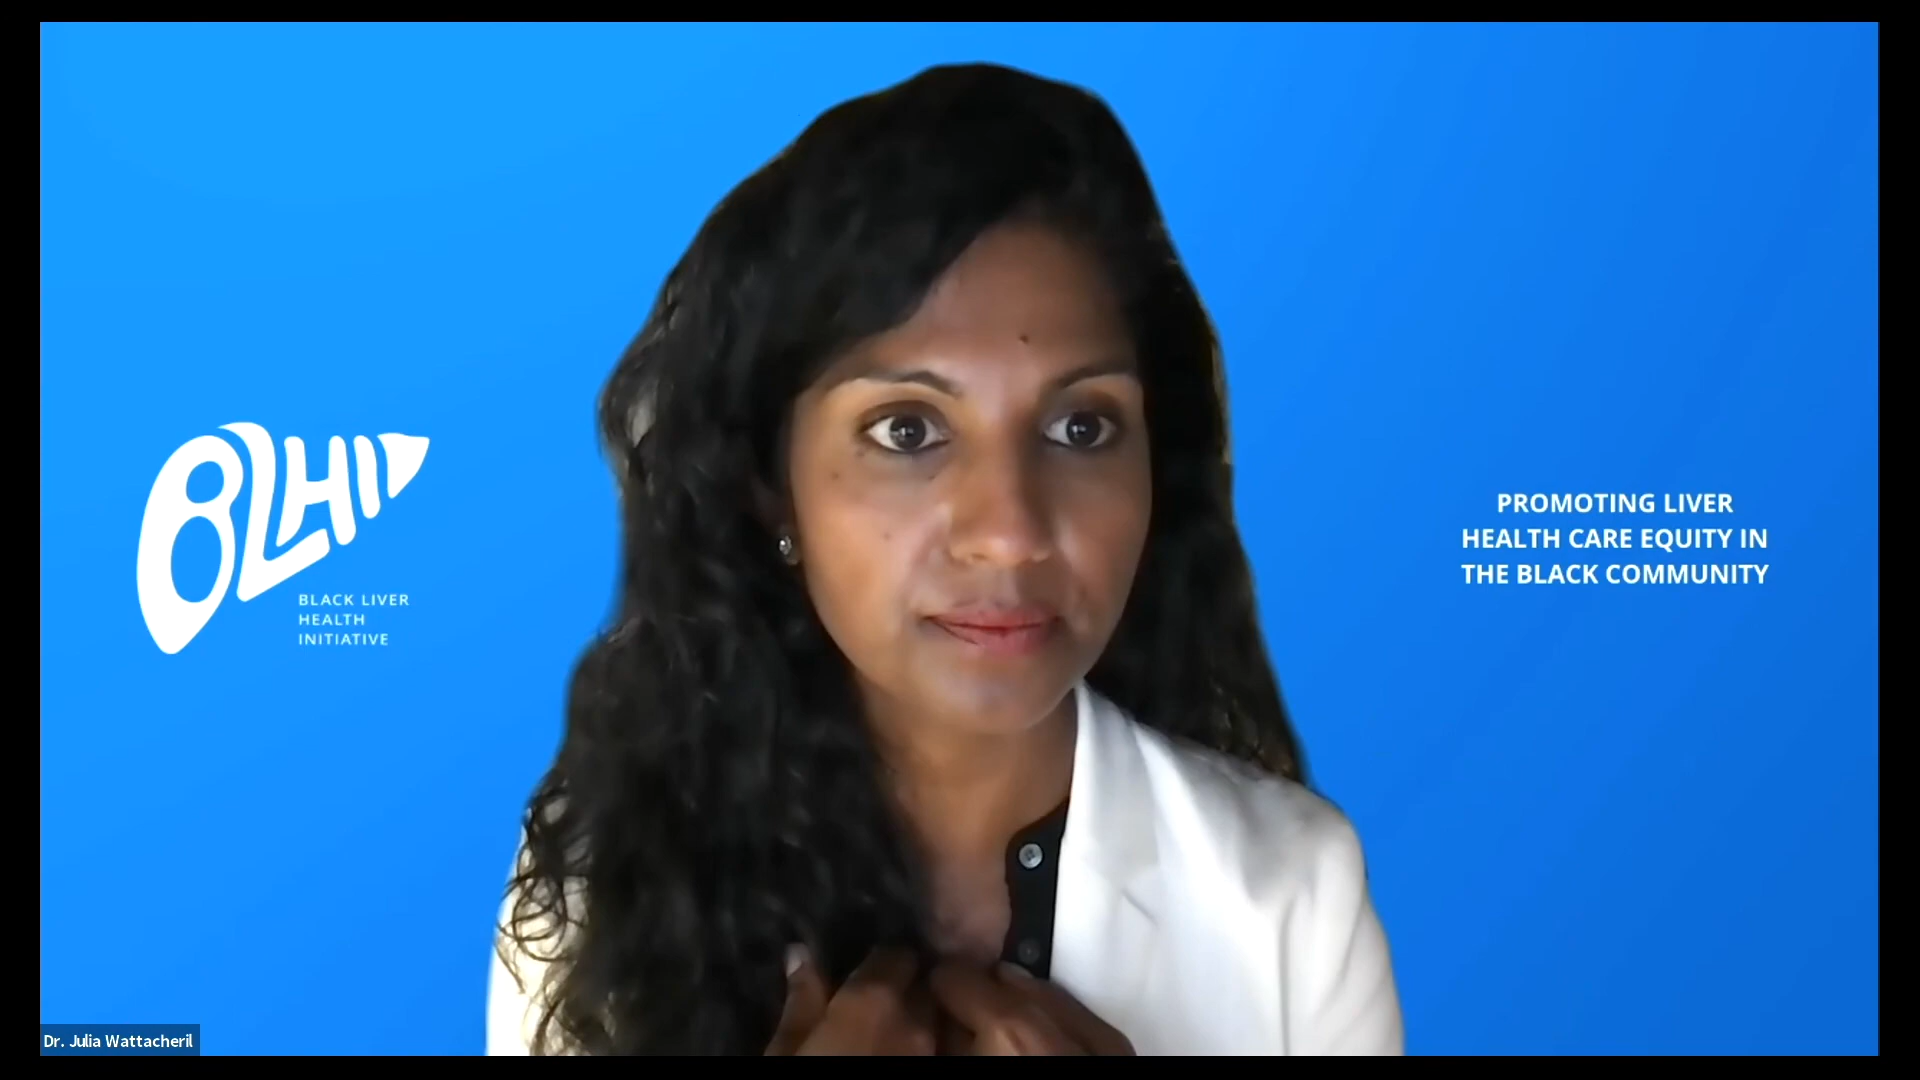 BLHI
BLACK LIVER
HEALTH
INITIATIVE
PROMOTING LIVER
HEALTH CARE EQUITY IN
THE BLACK COMMUNITY
Dr. Julia Wattacheril